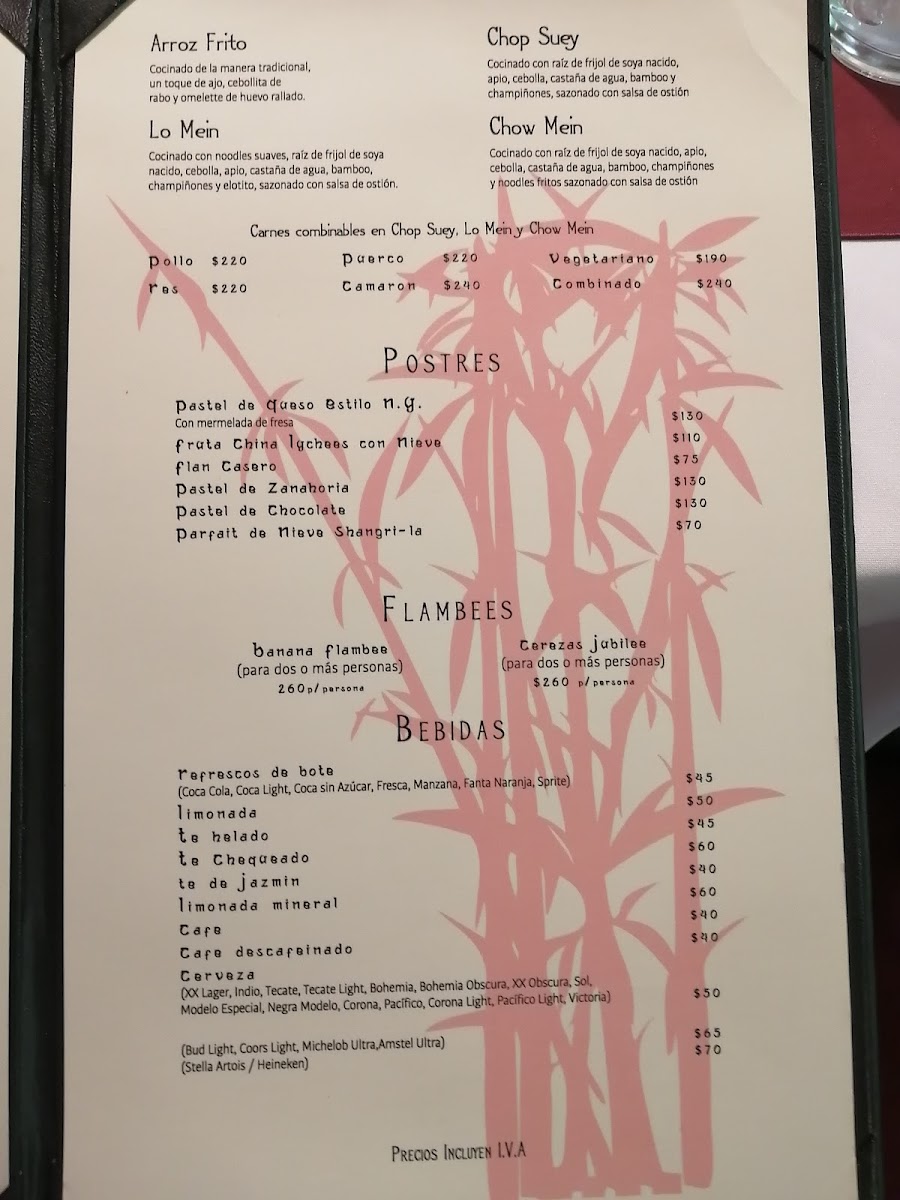 Arroz Frito
Cocinado de la manera tradicional,
un toque de ajo, cebollita de
rabo y omelette de huevo rallado.
Chop Suey
Cocinado con raíz de frijol de soya nacido,
apio, cebolla, castaña de agua, bamboo y
champiñones, sazonado con salsa de ostión
Lo Mein
Cocinado con noodles suaves, raíz de frijol de soya
nacido, cebolla, apio, castaña de agua, bamboo,
champiñones y elotito, sazonado con salsa de ostión.
Chow Mein
Cocinado con raíz de frijol de soya nacido, apio,
cebolla, castaña de agua, bamboo, champiñones
y noodles fritos sazonado con salsa de ostión
Carnes combinables en Chop Suey, Lo Mein y Chow Mein
Pollo $220 Puerco $220 Vegetariano $190
res $220 Camaron $240 Combinado $240
POSTRES
Pastel de queso estilo n.y. $130
Con mermelada de fresa
fruta China lychees con Nieve $110
flan Casero $75
Pastel de Zanahoria $130
Pastel de Chocolate $130
Parfait de Nieve Shangri-la $70
FLAMBEES
banana flambee
(para dos o más personas)
260p/persona
Cerezas jubilee
(para dos o más personas)
$260 p/persona
BEBIDAS
refrescos de bote $45
(Coca Cola, Coca Light, Coca sin Azúcar, Fresca, Manzana, Fanta Naranja, Sprite)
limonada $50
te helado $45
te Chequeado $60
te de jazmin $40
limonada mineral $60
Cafe $40
Cafe descafeinado $40
Cerveza
(XX Lager, Indio, Tecate, Tecate Light, Bohemia, Bohemia Obscura, XX Obscura, Sol,
Modelo Especial, Negra Modelo, Corona, Pacífico, Corona Light, Pacífico Light, Victoria) $50
(Bud Light, Coors Light, Michelob Ultra,Amstel Ultra) $65
(Stella Artois / Heineken) $70
PRECIOS INCLUYEN I.V.A